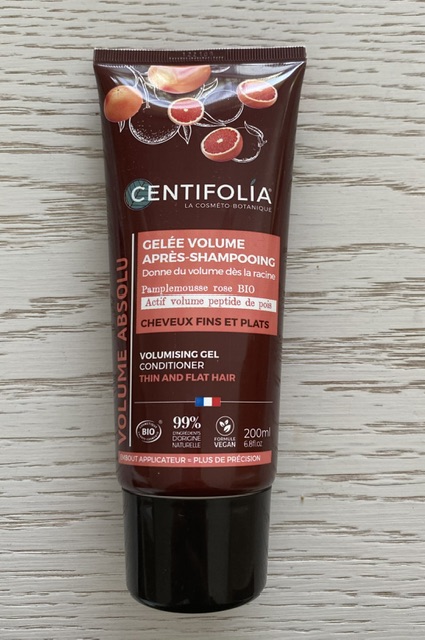 CENTIFOLIA
LA COSMÉTO-BOTANIQUE
VOLUME ABSOLU
GELÉE VOLUME
APRÈS-SHAMPOOING
Donne du volume dès la racine
Pamplemousse rose BIO
Actif volume peptide de pois
CHEVEUX FINS ET PLATS
VOLUMISING GEL
CONDITIONER
THIN AND FLAT HAIR
BIO
99%
D'INGRÉDIENTS
D'ORIGINE
NATURELLE
FORMULE
VEGAN
200ml
6.8fl.oz
EMBOUT APPLICATEUR = PLUS DE PRÉCISION